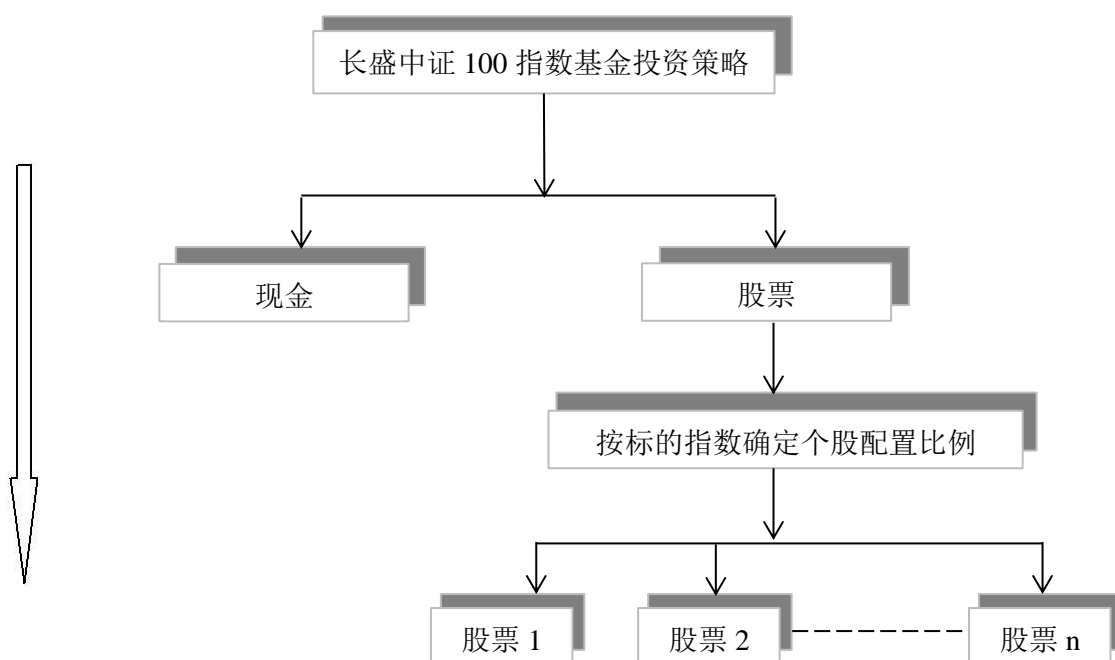 长盛中证 100 指数基金投资策略
现金
股票
按标的指数确定个股配置比例
股票 1
股票 2
股票 n